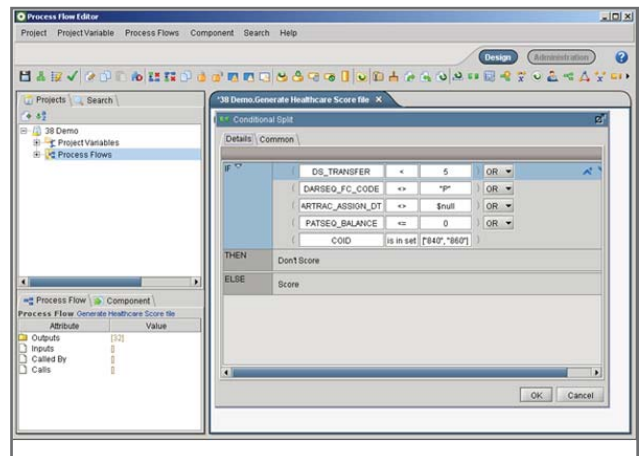 Process Flow Editor
Project Project Variable Process Flows Component Search Help
Design Administration
Projects Search
*38 Demo.Generate Healthcare Score file X
38 Demo
Project Variables
Process Flows
Conditional Split
Details Common
IF ( DS_TRANSFER < 5 ) OR
( DARSEQ_FC_CODE <> "P" ) OR
( ARTRAC_ASSIGN_DT <> $null ) OR
( PATSEQ_BALANCE <= 0 ) OR
( COID is in set ["840", "860"] )
THEN Don't Score
ELSE Score
Process Flow Component
Process Flow Generate Healthcare Score file
Attribute Value
Outputs [32]
Inputs []
Called By []
Calls []
OK Cancel